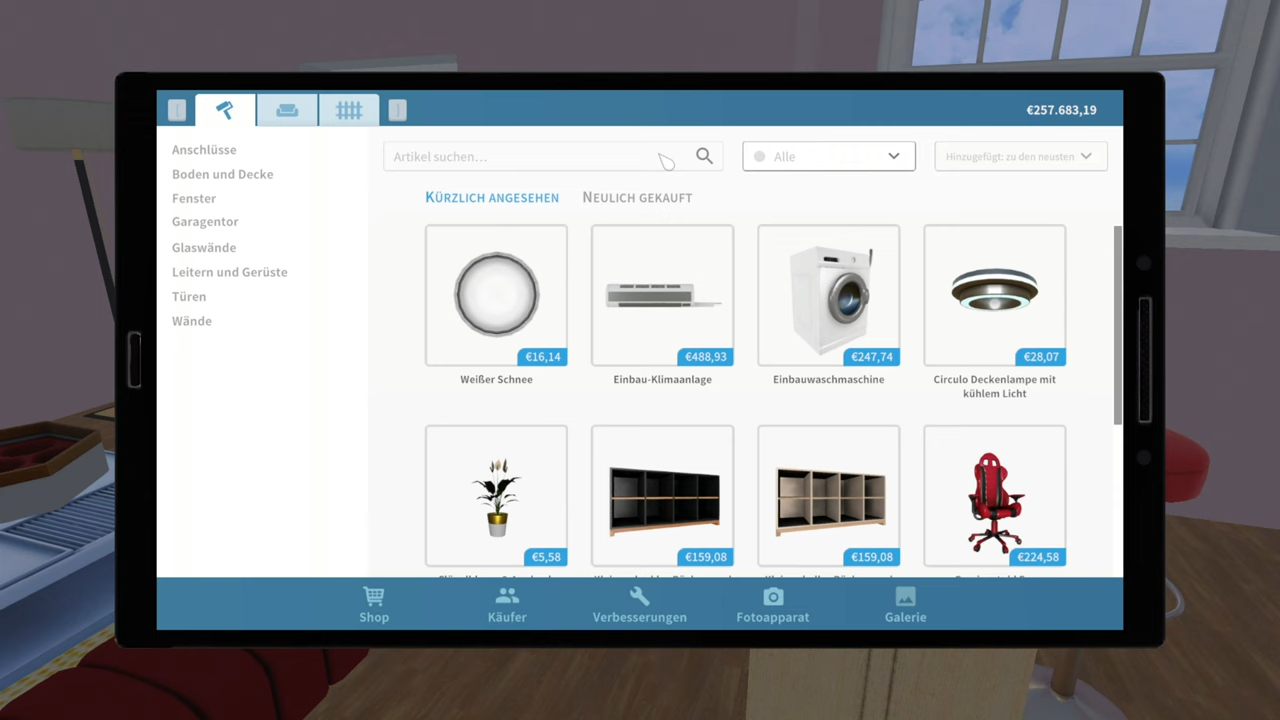 €257.683,19
Anschlüsse
Boden und Decke
Fenster
Garagentor
Glaswände
Leitern und Gerüste
Türen
Wände
Artikel suchen...
Alle
Hinzugefügt: zu den neusten
KÜRZLICH ANGESEHEN
NEULICH GEKAUFT
€16,14
€488,93
€247,74
€28,07
Weißer Schnee
Einbau-Klimaanlage
Einbauwaschmaschine
Circulo Deckenlampe mit
kühlem Licht
€5,58
€159,08
€159,08
€224,58
Shop
Käufer
Verbesserungen
Fotoapparat
Galerie